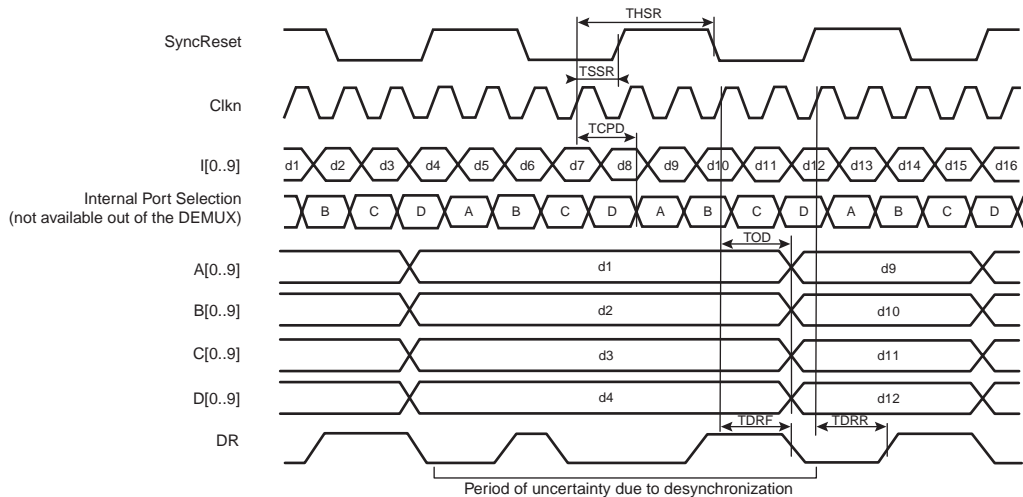 THSR
SyncReset
TSSR
Clkn
TCPD
I[0..9] d1 d2 d3 d4 d5 d6 d7 d8 d9 d10 d11 d12 d13 d14 d15 d16
Internal Port Selection
(not available out of the DEMUX)
B C D A B C D A B C D A B C D
TOD
A[0..9] d1 d9
B[0..9] d2 d10
C[0..9] d3 d11
D[0..9] d4 d12
TDRF TDRR
DR
Period of uncertainty due to desynchronization